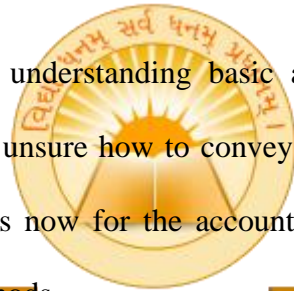 વિદ્યા ધનમ્ સર્વ ધનમ્ પ્રધાનમ્ ।
understanding basic a
unsure how to convey
s now for the account